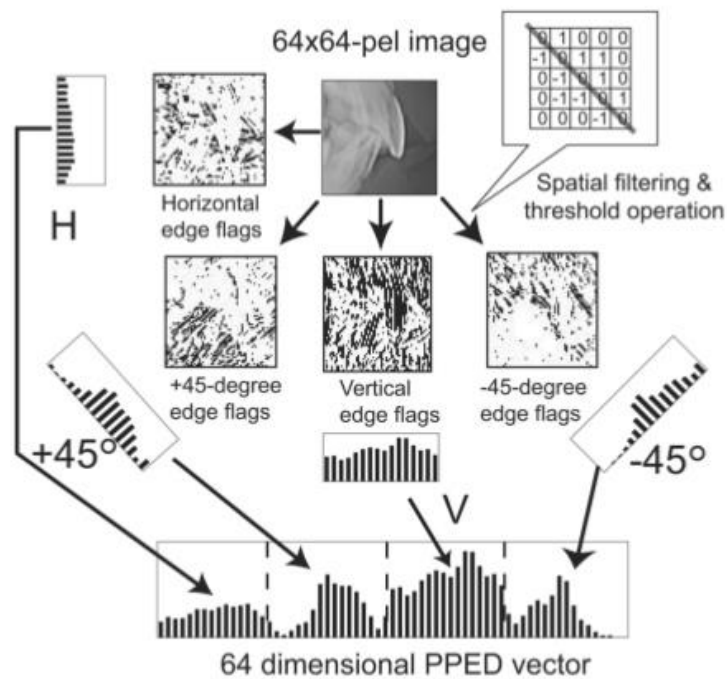 64x64-pel image
0 1 0 0 0
-1 0 1 1 0
0 -1 0 1 0
0 -1 -1 0 1
0 0 0 -1 0
Spatial filtering &
threshold operation
H
Horizontal
edge flags
+45-degree
edge flags
Vertical
edge flags
-45-degree
edge flags
+45°
-45°
V
64 dimensional PPED vector